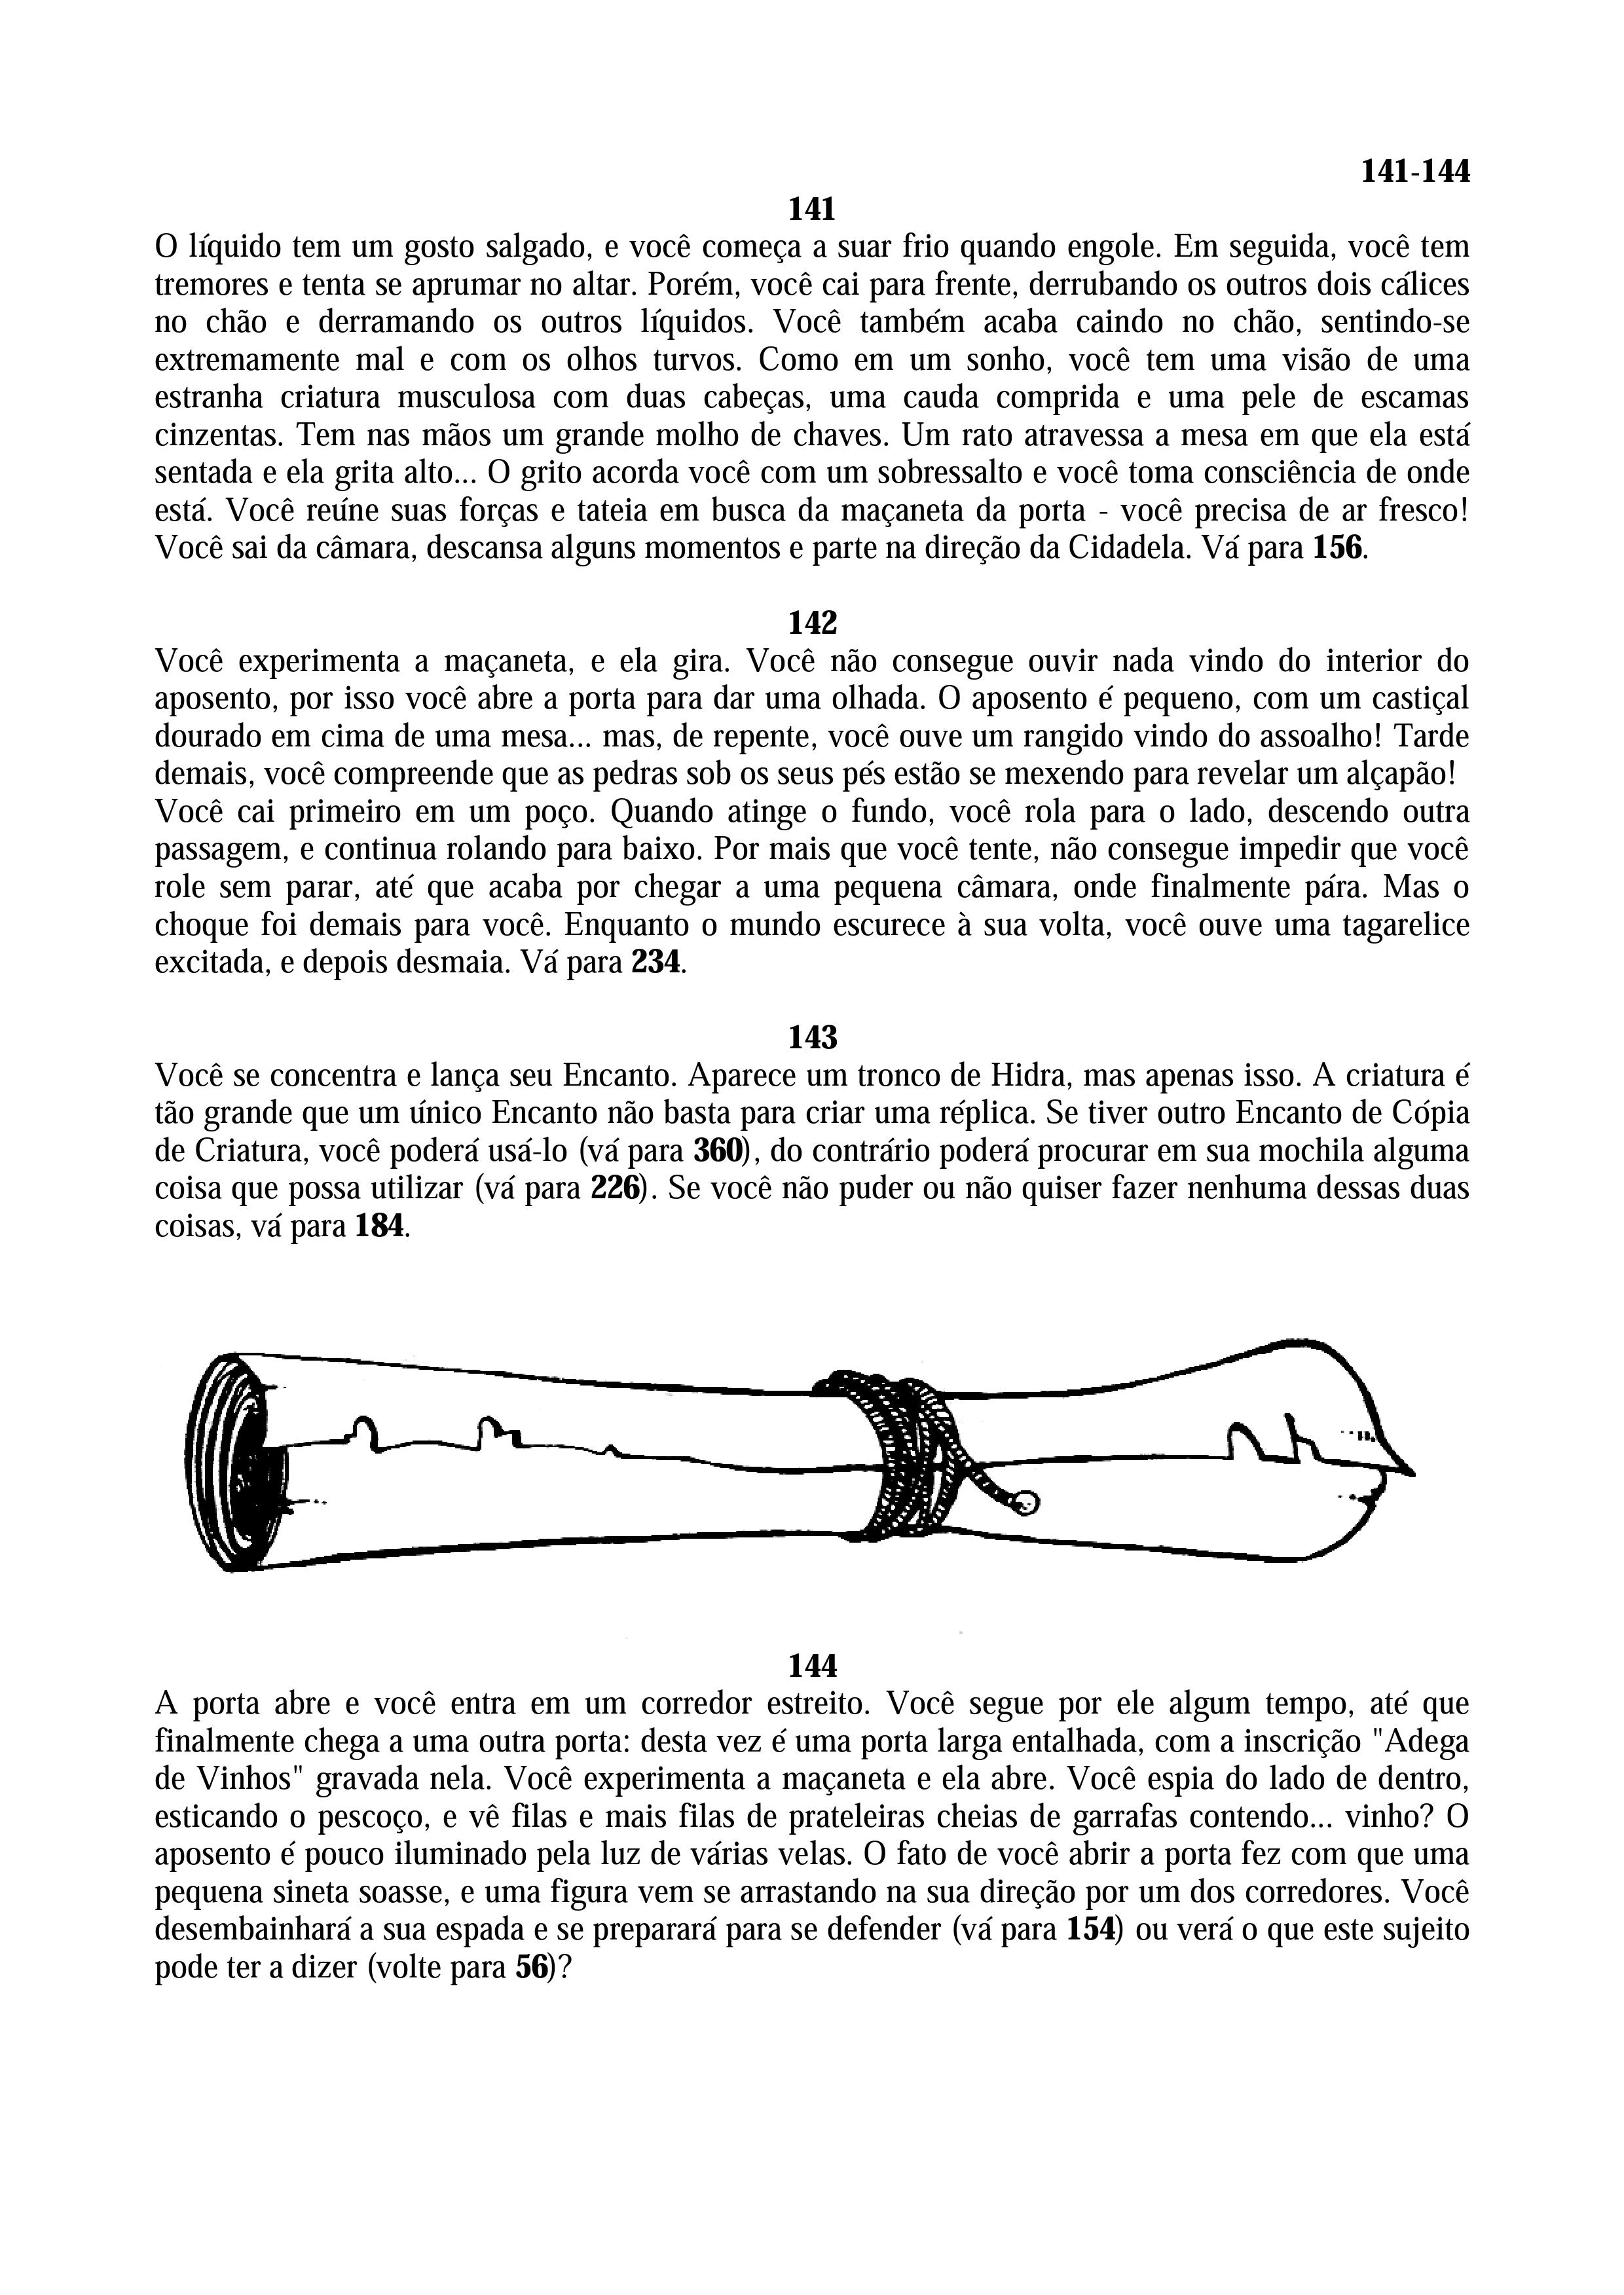 141-144
141
O líquido tem um gosto salgado, e você começa a suar frio quando engole. Em seguida, você tem
tremores e tenta se aprumar no altar. Porém, você cai para frente, derrubando os outros dois cálices
no chão e derramando os outros líquidos. Você também acaba caindo no chão, sentindo-se
extremamente mal e com os olhos turvos. Como em um sonho, você tem uma visão de uma
estranha criatura musculosa com duas cabeças, uma cauda comprida e uma pele de escamas
cinzentas. Tem nas mãos um grande molho de chaves. Um rato atravessa a mesa em que ela está
sentada e ela grita alto... O grito acorda você com um sobressalto e você toma consciência de onde
está. Você reúne suas forças e tateia em busca da maçaneta da porta - você precisa de ar fresco!
Você sai da câmara, descansa alguns momentos e parte na direção da Cidadela. Vá para 156.
142
Você experimenta a maçaneta, e ela gira. Você não consegue ouvir nada vindo do interior do
aposento, por isso você abre a porta para dar uma olhada. O aposento é pequeno, com um castiçal
dourado em cima de uma mesa... mas, de repente, você ouve um rangido vindo do assoalho! Tarde
demais, você compreende que as pedras sob os seus pés estão se mexendo para revelar um alçapão!
Você cai primeiro em um poço. Quando atinge o fundo, você rola para o lado, descendo outra
passagem, e continua rolando para baixo. Por mais que você tente, não consegue impedir que você
role sem parar, até que acaba por chegar a uma pequena câmara, onde finalmente pára. Mas o
choque foi demais para você. Enquanto o mundo escurece à sua volta, você ouve uma tagarelice
excitada, e depois desmaia. Vá para 234.
143
Você se concentra e lança seu Encanto. Aparece um tronco de Hidra, mas apenas isso. A criatura é
tão grande que um único Encanto não basta para criar uma réplica. Se tiver outro Encanto de Cópia
de Criatura, você poderá usá-lo (vá para 360), do contrário poderá procurar em sua mochila alguma
coisa que possa utilizar (vá para 226). Se você não puder ou não quiser fazer nenhuma dessas duas
coisas, vá para 184.
144
A porta abre e você entra em um corredor estreito. Você segue por ele algum tempo, até que
finalmente chega a uma outra porta: desta vez é uma porta larga entalhada, com a inscrição "Adega
de Vinhos" gravada nela. Você experimenta a maçaneta e ela abre. Você espia do lado de dentro,
esticando o pescoço, e vê filas e mais filas de prateleiras cheias de garrafas contendo... vinho? O
aposento é pouco iluminado pela luz de várias velas. O fato de você abrir a porta fez com que uma
pequena sineta soasse, e uma figura vem se arrastando na sua direção por um dos corredores. Você
desembainhará a sua espada e se preparará para se defender (vá para 154) ou verá o que este sujeito
pode ter a dizer (volte para 56)?